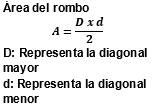 Área del rombo
A = D x d / 2
D: Representa la diagonal
mayor
d: Representa la diagonal
menor